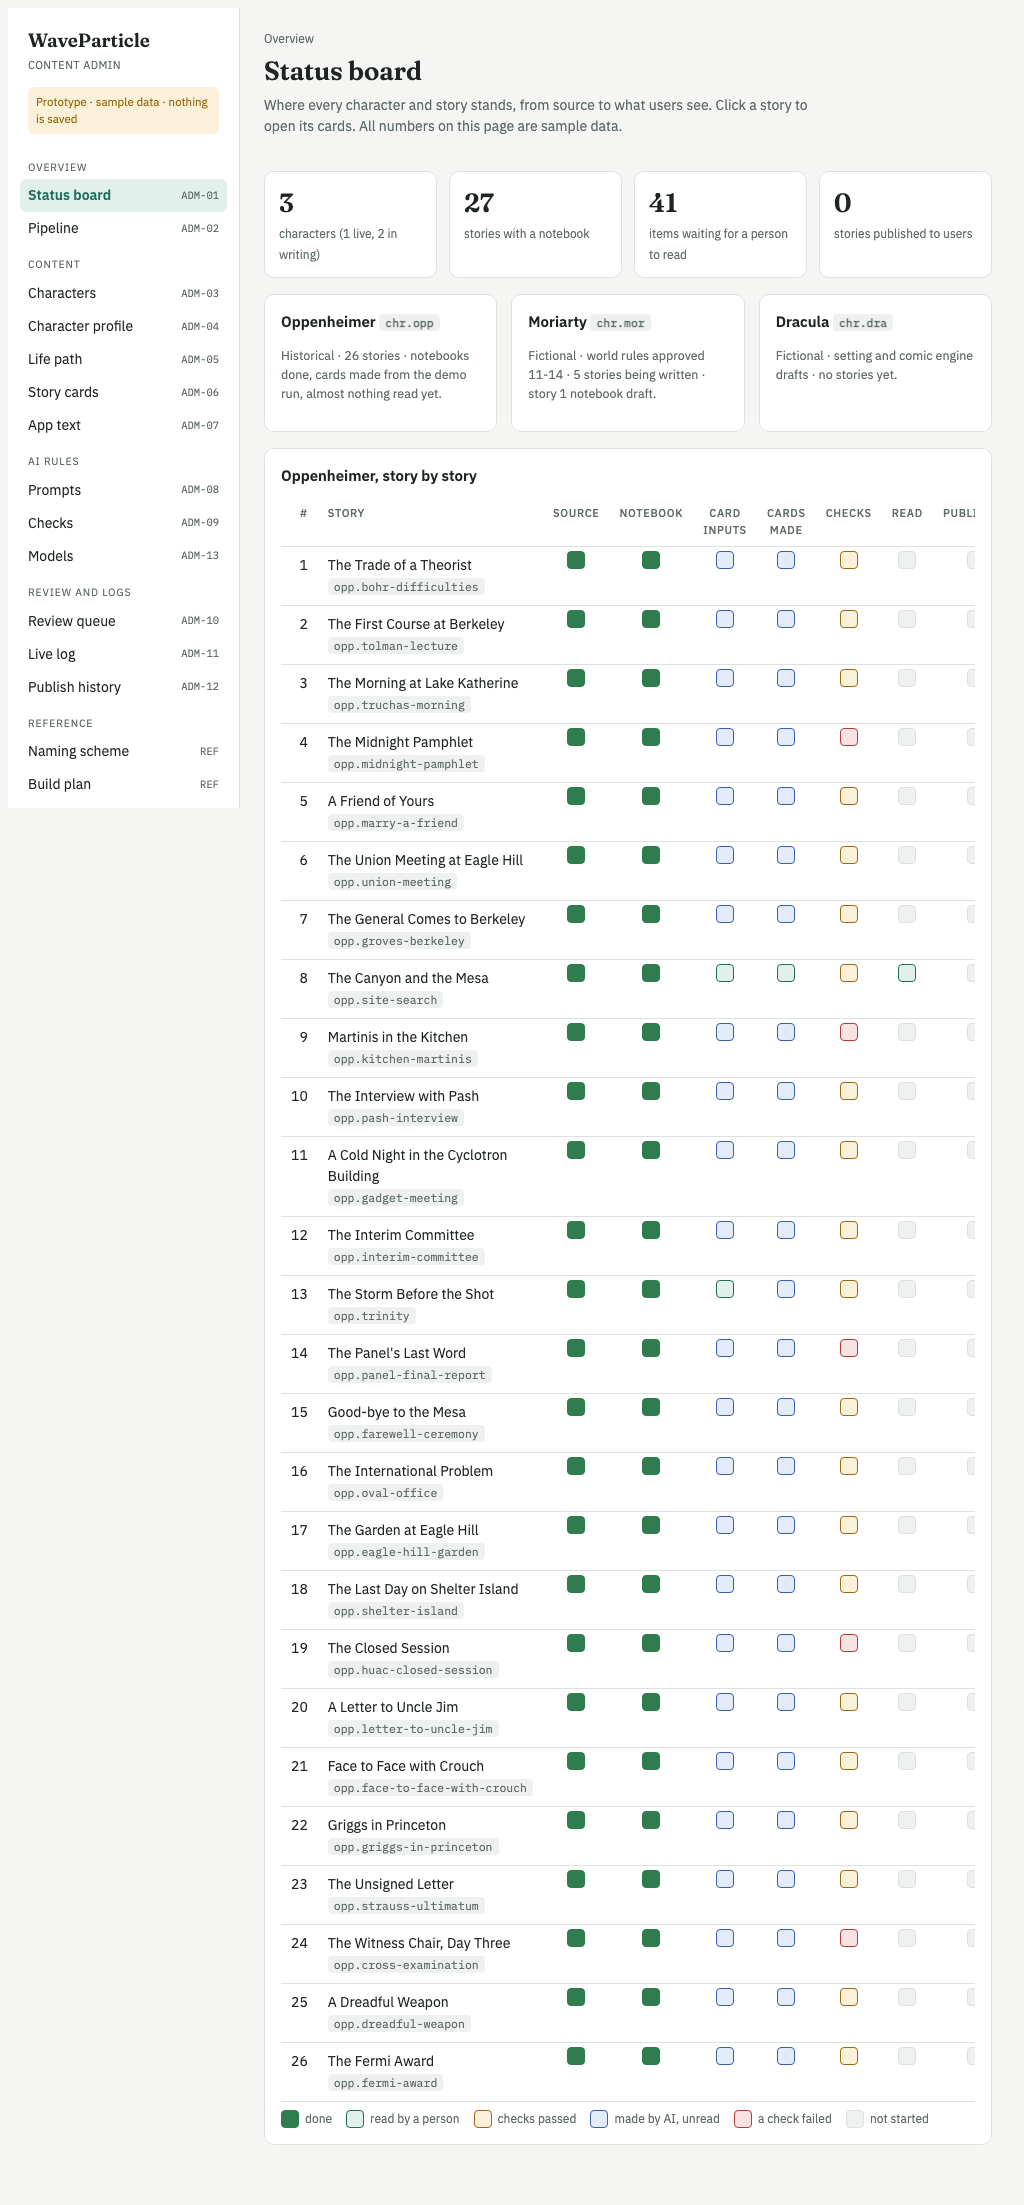 WaveParticle
CONTENT ADMIN
Prototype · sample data · nothing
is saved
OVERVIEW
Status board ADM-01
Pipeline ADM-02
CONTENT
Characters ADM-03
Character profile ADM-04
Life path ADM-05
Story cards ADM-06
App text ADM-07
AI RULES
Prompts ADM-08
Checks ADM-09
Models ADM-13
REVIEW AND LOGS
Review queue ADM-10
Live log ADM-11
Publish history ADM-12
REFERENCE
Naming scheme REF
Build plan REF
Overview
Status board
Where every character and story stands, from source to what users see. Click a story to
open its cards. All numbers on this page are sample data.
3
characters (1 live, 2 in
writing)
27
stories with a notebook
41
items waiting for a person
to read
0
stories published to users
Oppenheimer chr.opp
Historical · 26 stories · notebooks
done, cards made from the demo
run, almost nothing read yet.
Moriarty chr.mor
Fictional · world rules approved
11-14 · 5 stories being written ·
story 1 notebook draft.
Dracula chr.dra
Fictional · setting and comic engine
drafts · no stories yet.
Oppenheimer, story by story
# STORY SOURCE NOTEBOOK CARD INPUTS CARDS MADE CHECKS READ PUBLI
1 The Trade of a Theorist
opp.bohr-difficulties
2 The First Course at Berkeley
opp.tolman-lecture
3 The Morning at Lake Katherine
opp.truchas-morning
4 The Midnight Pamphlet
opp.midnight-pamphlet
5 A Friend of Yours
opp.marry-a-friend
6 The Union Meeting at Eagle Hill
opp.union-meeting
7 The General Comes to Berkeley
opp.groves-berkeley
8 The Canyon and the Mesa
opp.site-search
9 Martinis in the Kitchen
opp.kitchen-martinis
10 The Interview with Pash
opp.pash-interview
11 A Cold Night in the Cyclotron
Building
opp.gadget-meeting
12 The Interim Committee
opp.interim-committee
13 The Storm Before the Shot
opp.trinity
14 The Panel's Last Word
opp.panel-final-report
15 Good-bye to the Mesa
opp.farewell-ceremony
16 The International Problem
opp.oval-office
17 The Garden at Eagle Hill
opp.eagle-hill-garden
18 The Last Day on Shelter Island
opp.shelter-island
19 The Closed Session
opp.huac-closed-session
20 A Letter to Uncle Jim
opp.letter-to-uncle-jim
21 Face to Face with Crouch
opp.face-to-face-with-crouch
22 Griggs in Princeton
opp.griggs-in-princeton
23 The Unsigned Letter
opp.strauss-ultimatum
24 The Witness Chair, Day Three
opp.cross-examination
25 A Dreadful Weapon
opp.dreadful-weapon
26 The Fermi Award
opp.fermi-award
done read by a person checks passed made by AI, unread a check failed not started